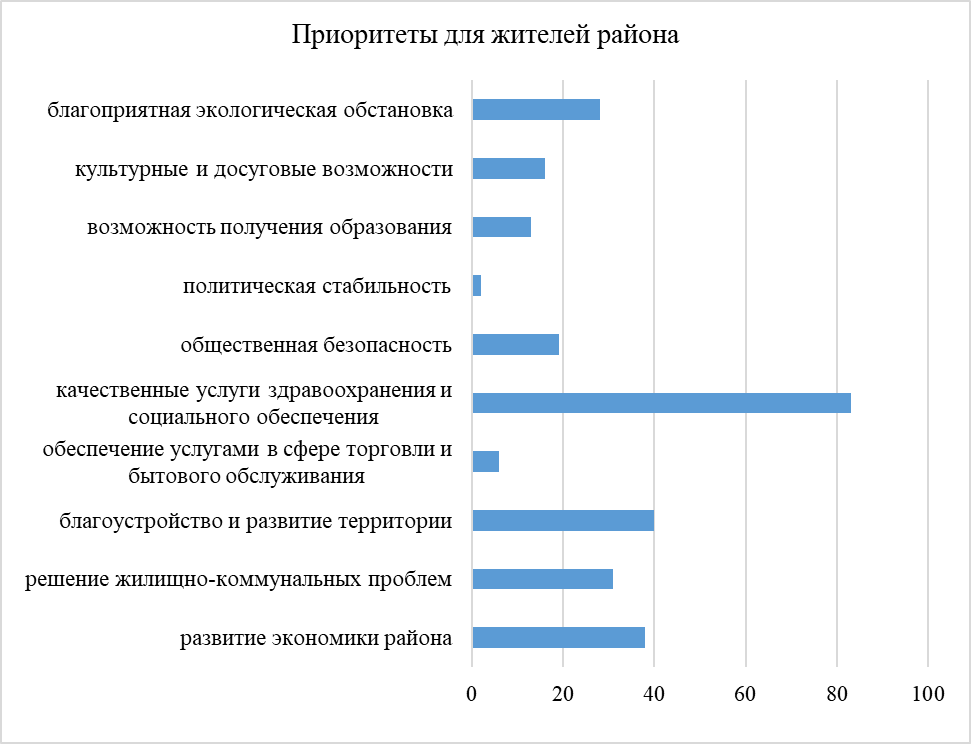 Приоритеты для жителей района
благоприятная экологическая обстановка
культурные и досуговые возможности
возможность получения образования
политическая стабильность
общественная безопасность
качественные услуги здравоохранения и
социального обеспечения
обеспечение услугами в сфере торговли и
бытового обслуживания
благоустройство и развитие территории
решение жилищно-коммунальных проблем
развитие экономики района
0 20 40 60 80 100